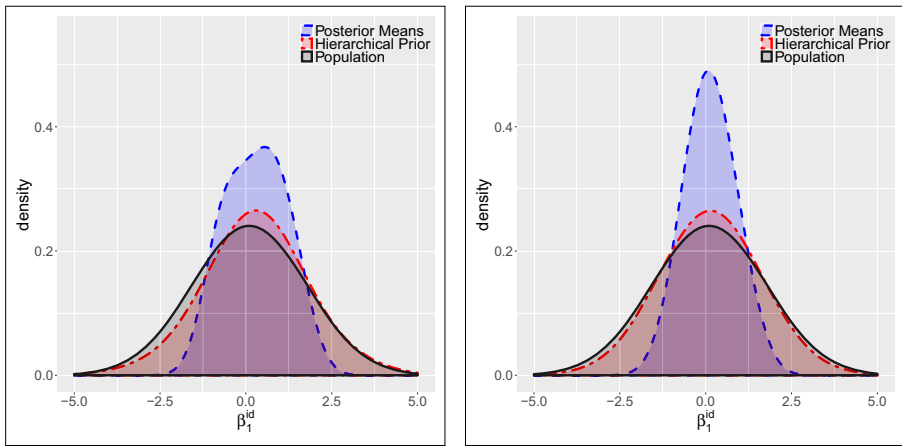 Posterior Means
Hierarchical Prior
Population
0.4
0.2
0.0
density
−5.0 −2.5 0.0 2.5 5.0
β₁ⁱᵈ
Posterior Means
Hierarchical Prior
Population
0.4
0.2
0.0
density
−5.0 −2.5 0.0 2.5 5.0
β₁ⁱᵈ